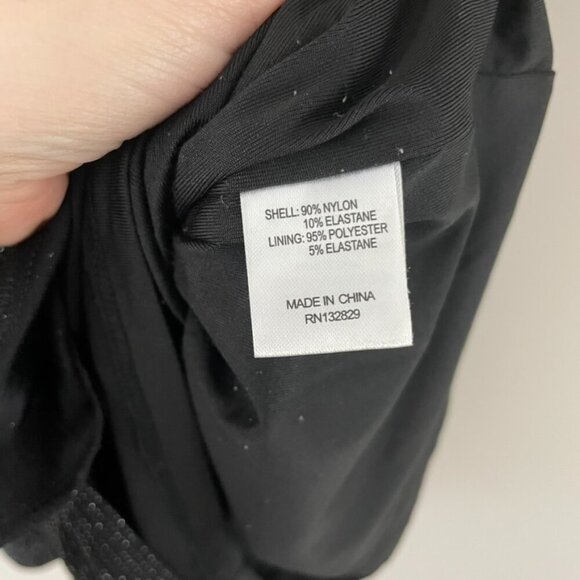 SHELL: 90% NYLON
10% ELASTANE
LINING: 95% POLYESTER
5% ELASTANE
MADE IN CHINA
RN132829